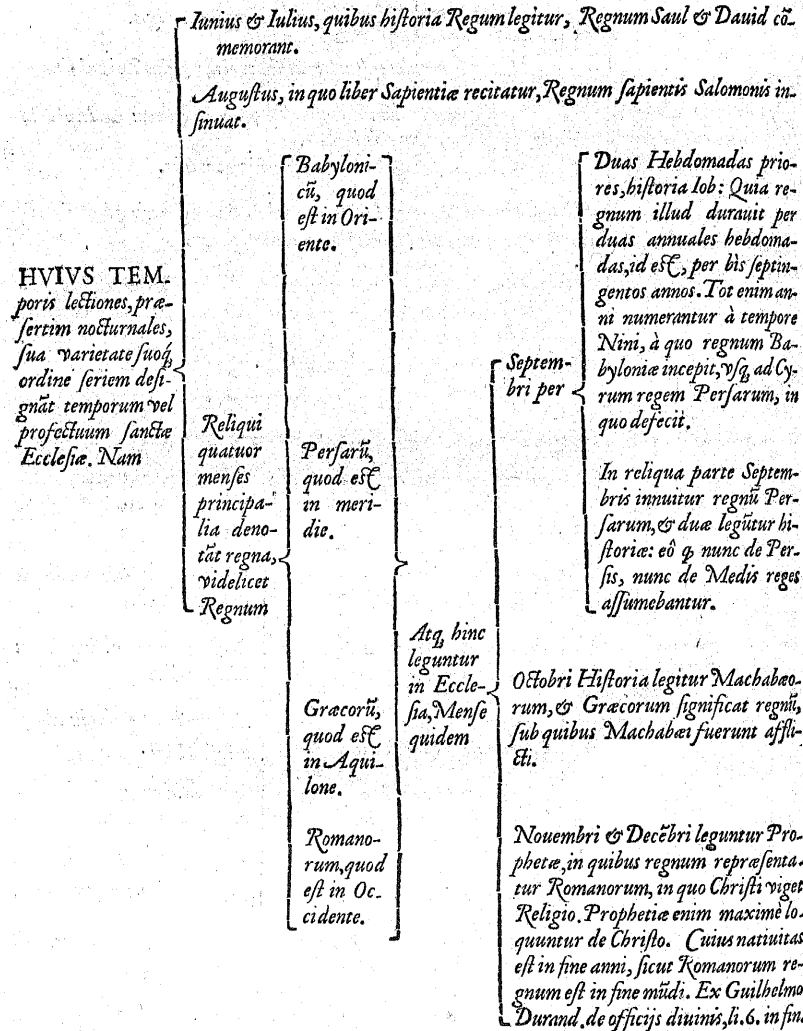 HVIVS TEM-
poris lectiones, præ-
sertim nocturnales,
sua varietate suoq́;
ordine seriem desi-
gnāt temporum vel
profectuum sanctæ
Ecclesiæ. Nam
Iunius & Iulius, quibus historia Regum legitur, Regnum Saul & Dauid cō-
memorant.
Augustus, in quo liber Sapientiæ recitatur, Regnum sapientis Salomonis in-
sinuat.
Reliqui
quatuor
menses
principa-
lia deno-
tāt regna,
videlicet
Regnum
Babyloni-
cū, quod
est in Ori-
ente.
Persarū,
quod est
in meri-
die.
Græcorū,
quod est
in Aqui-
lone.
Romano-
rum, quod
est in Oc-
cidente.
Atq; hinc
leguntur
in Eccle-
sia, Mense
quidem
Septem-
bri per
Duas Hebdomadas prio-
res, historia Iob: Quia re-
gnum illud durauit per
duas annuales hebdoma-
das, id est, per bis septin-
gentos annos. Tot enim an-
ni numerantur à tempore
Nini, à quo regnum Ba-
byloniæ incepit, vsq; ad Cy-
rum regem Persarum, in
quo defecit.
In reliqua parte Septem-
bris innuitur regnū Per-
sarum, & duæ legūtur hi-
storiæ: eò ꝙ nunc de Per-
sis, nunc de Medis reges
assumebantur.
Octobri Historia legitur Machabæo-
rum, & Græcorum significat regnū,
sub quibus Machabæi fuerunt affli-
cti.
Nouembri & Decēbri leguntur Pro-
phetæ, in quibus regnum repræsenta-
tur Romanorum, in quo Christi viget
Religio. Prophetiæ enim maximè lo-
quuntur de Christo. Cuius natiuitas
est in fine anni, sicut Romanorum re-
gnum est in fine mūdi. Ex Guilhelmo
Durand. de officijs diuinis, li. 6. in fin.